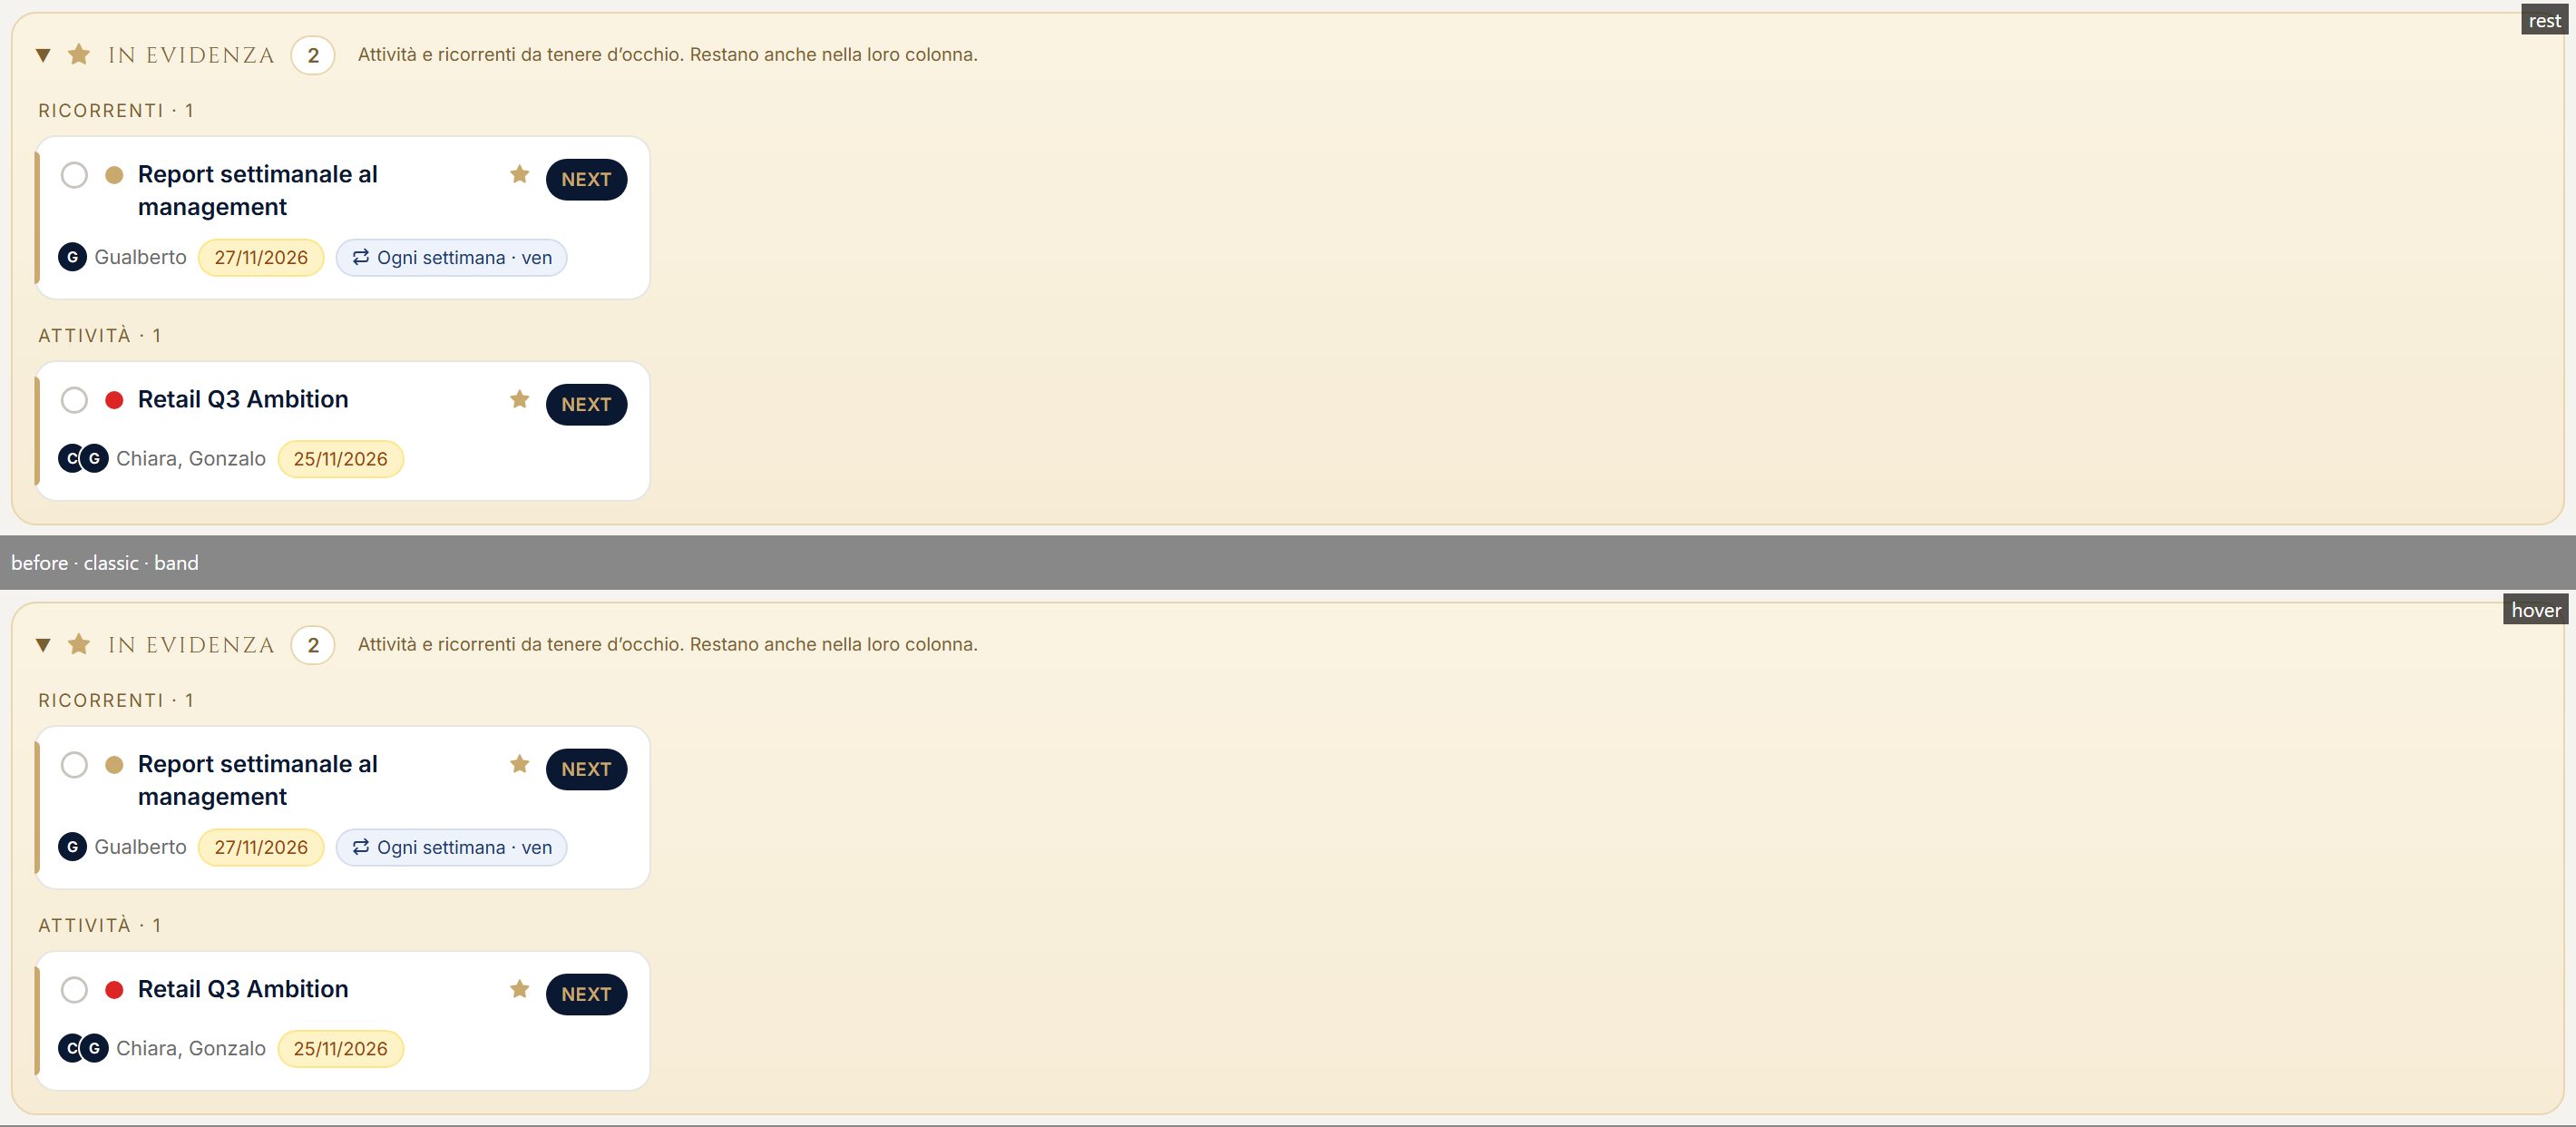 rest
▼ ★ IN EVIDENZA 2 Attività e ricorrenti da tenere d’occhio. Restano anche nella loro colonna.
RICORRENTI · 1
Report settimanale al
management
NEXT
G Gualberto 27/11/2026 Ogni settimana · ven
ATTIVITÀ · 1
Retail Q3 Ambition NEXT
C G Chiara, Gonzalo 25/11/2026
before · classic · band
hover
▼ ★ IN EVIDENZA 2 Attività e ricorrenti da tenere d’occhio. Restano anche nella loro colonna.
RICORRENTI · 1
Report settimanale al
management
NEXT
G Gualberto 27/11/2026 Ogni settimana · ven
ATTIVITÀ · 1
Retail Q3 Ambition NEXT
C G Chiara, Gonzalo 25/11/2026